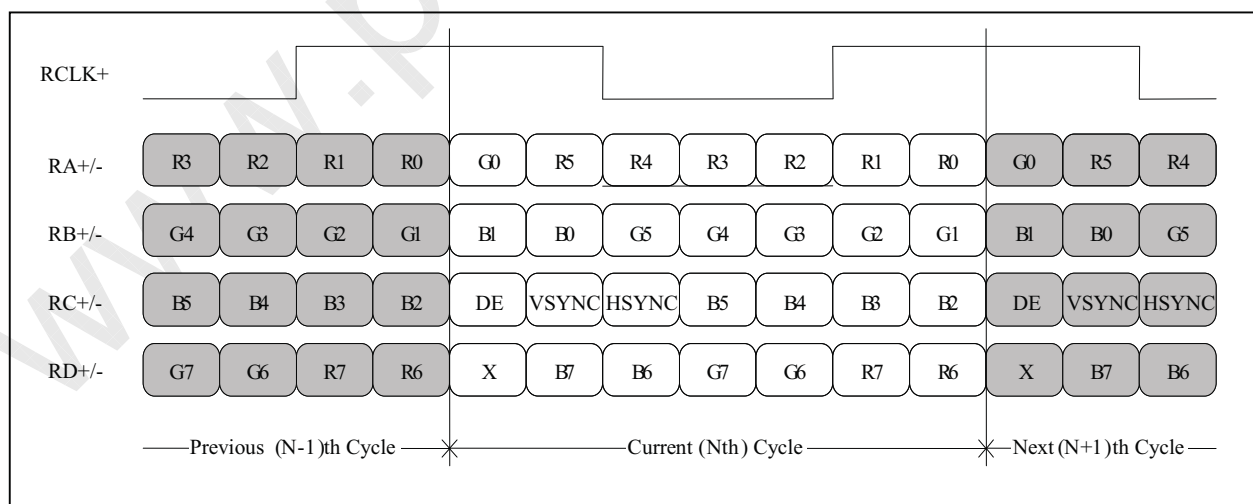 www.p
RCLK+
RA+/- R3 R2 R1 R0 G0 R5 R4 R3 R2 R1 R0 G0 R5 R4
RB+/- G4 G3 G2 G1 B1 B0 G5 G4 G3 G2 G1 B1 B0 G5
RC+/- B5 B4 B3 B2 DE VSYNC HSYNC B5 B4 B3 B2 DE VSYNC HSYNC
RD+/- G7 G6 R7 R6 X B7 B6 G7 G6 R7 R6 X B7 B6
Previous (N-1)th Cycle Current (Nth) Cycle Next (N+1)th Cycle